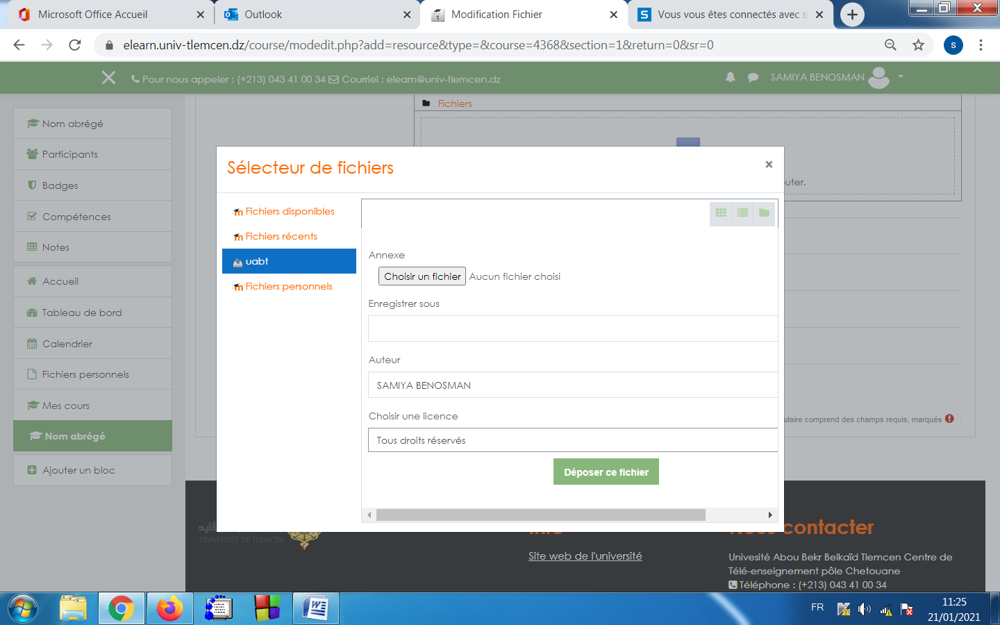 Microsoft Office Accueil
Outlook
Modification Fichier
Vous vous êtes connectés avec s
elearn.univ-tlemcen.dz/course/modedit.php?add=resource&type=&course=4368&section=1&return=0&sr=0
s
Pour nous appeler : (+213) 043 41 00 34 Courriel : elearn@univ-tlemcen.dz
SAMIYA BENOSMAN
Nom abrégé
Participants
Badges
Compétences
Notes
Accueil
Tableau de bord
Calendrier
Fichiers personnels
Mes cours
Nom abrégé
Ajouter un bloc
Fichiers
uter.
Sélecteur de fichiers
Fichiers disponibles
Fichiers récents
uabt
Fichiers personnels
Annexe
Choisir un fichier Aucun fichier choisi
Enregistrer sous
Auteur
SAMIYA BENOSMAN
Choisir une licence
Tous droits réservés
Déposer ce fichier
ulaire comprend des champs requis, marqués .
UNIVERSITÉ DE TLEMCEN
Info
Site web de l'université
Nous contacter
Univesité Abou Bekr Belkaïd Tlemcen Centre de
Télé-enseignement pôle Chetouane
Téléphone : (+213) 043 41 00 34
FR
11:25
21/01/2021